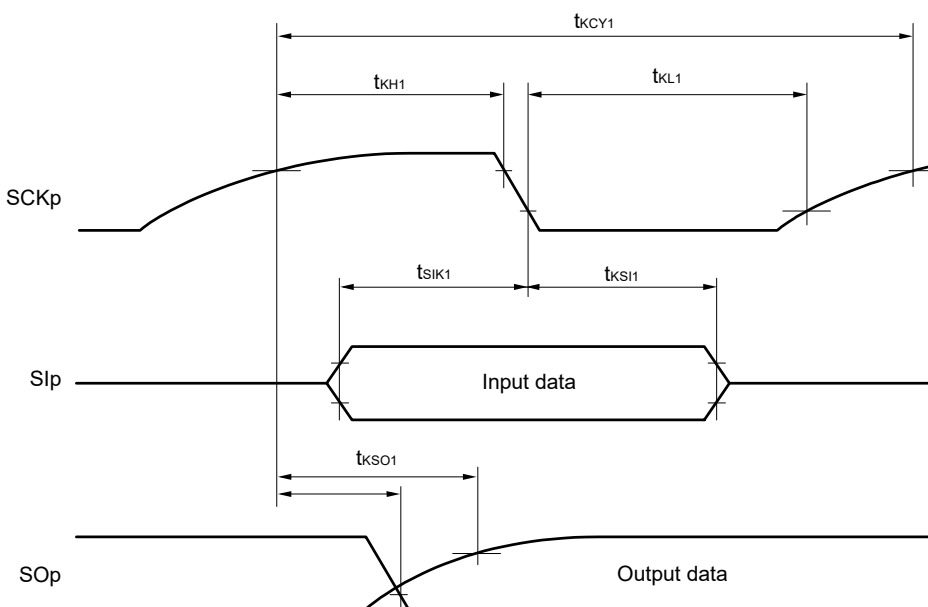 tKCY1
tKH1
tKL1
SCKp
tSIK1
tKSI1
SIp
Input data
tKSO1
SOp
Output data